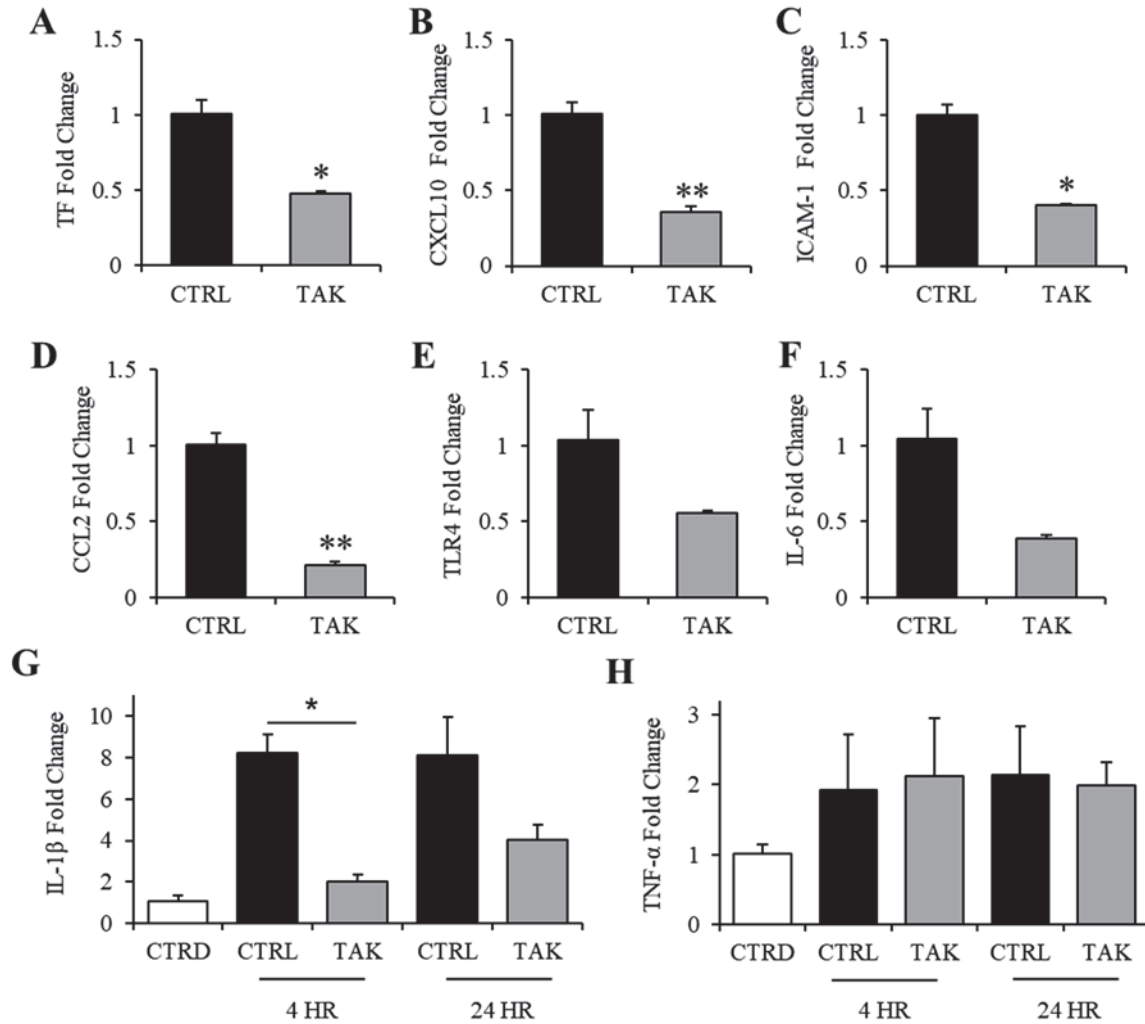 A
TF Fold Change
1.5
1
0.5
0
*
CTRL TAK
B
CXCL10 Fold Change
1.5
1
0.5
0
**
CTRL TAK
C
ICAM-1 Fold Change
1.5
1
0.5
0
*
CTRL TAK
D
CCL2 Fold Change
1.5
1
0.5
0
**
CTRL TAK
E
TLR4 Fold Change
1.5
1
0.5
0
CTRL TAK
F
IL-6 Fold Change
1.5
1
0.5
0
CTRL TAK
G
IL-1β Fold Change
10
8
6
4
2
0
*
CTRD CTRL TAK CTRL TAK
4 HR 24 HR
H
TNF-α Fold Change
3
2
1
0
CTRD CTRL TAK CTRL TAK
4 HR 24 HR